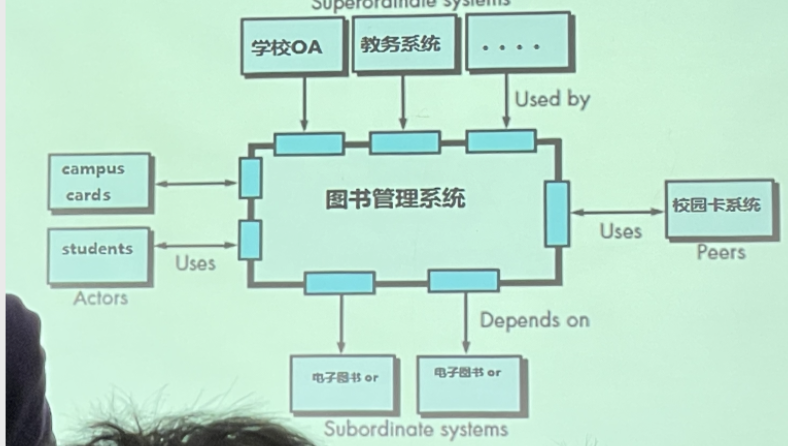 Superordinate systems
学校OA
教务系统
. . . .
Used by
campus
cards
图书管理系统
校园卡系统
students
Uses
Uses
Peers
Actors
Depends on
电子图书 or
电子图书 or
Subordinate systems